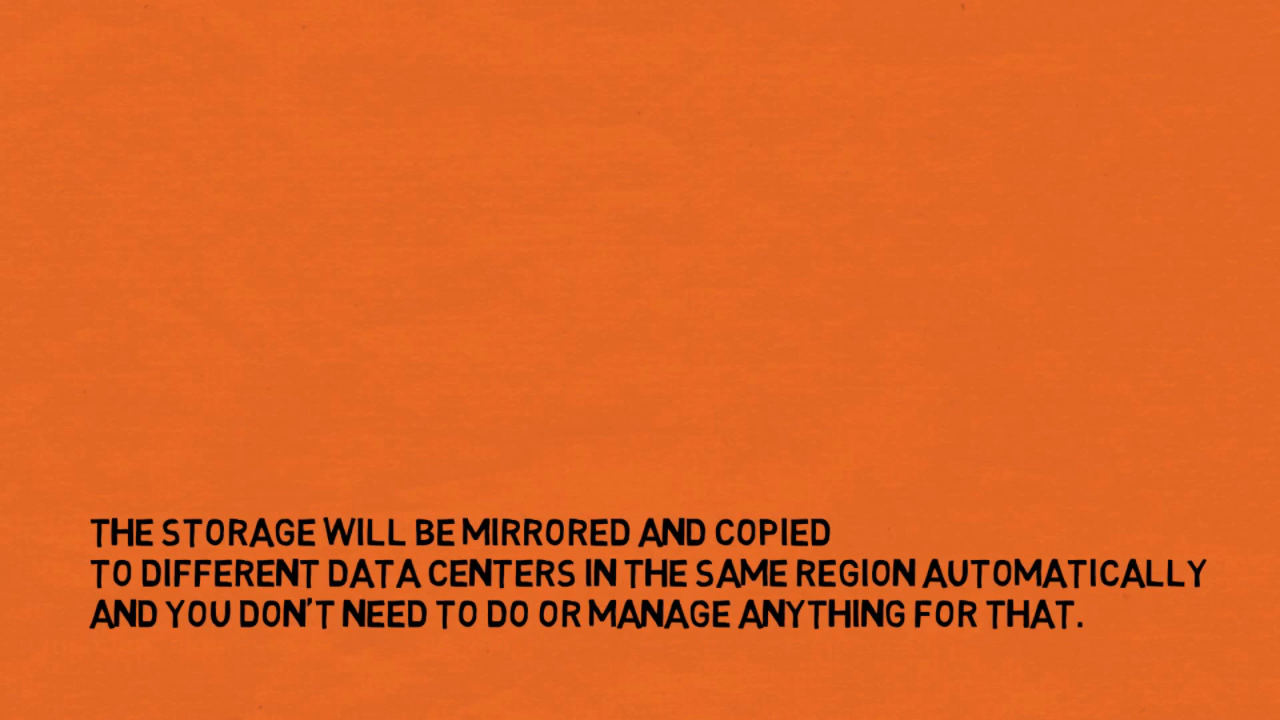 THE STORAGE WILL BE MIRRORED AND COPIED
TO DIFFERENT DATA CENTERS IN THE SAME REGION AUTOMATICALLY
AND YOU DON'T NEED TO DO OR MANAGE ANYTHING FOR THAT.